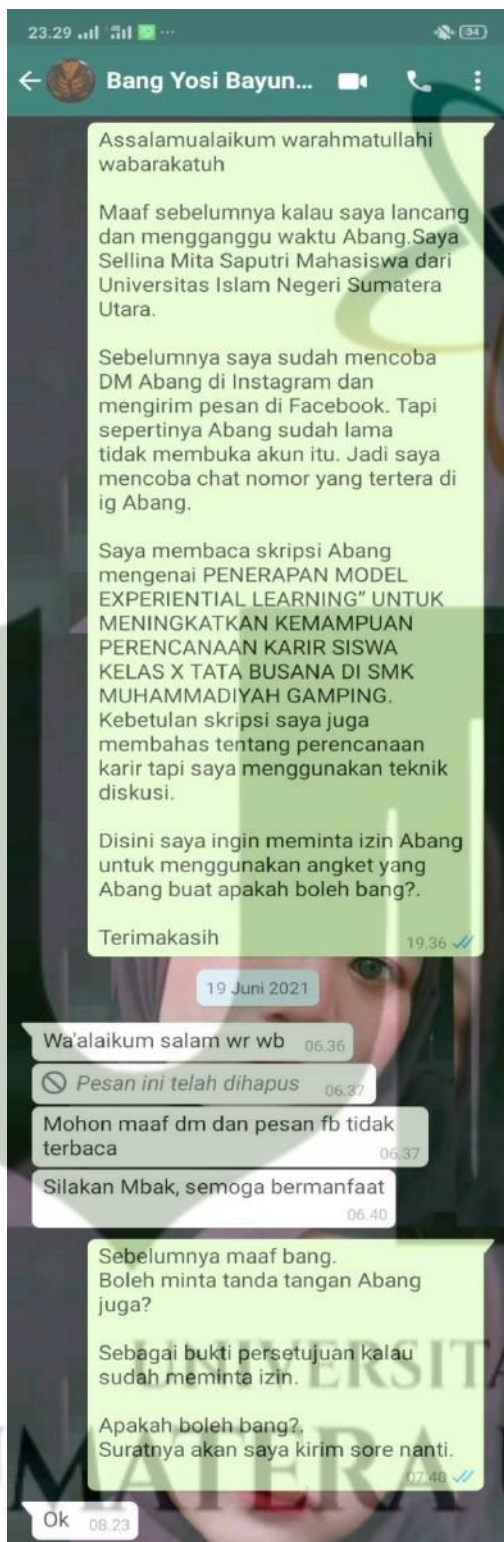 23.29
34
Bang Yosi Bayun...
Assalamualaikum warahmatullahi
wabarakatuh
Maaf sebelumnya kalau saya lancang
dan mengganggu waktu Abang.Saya
Sellina Mita Saputri Mahasiswa dari
Universitas Islam Negeri Sumatera
Utara.
Sebelumnya saya sudah mencoba
DM Abang di Instagram dan
mengirim pesan di Facebook. Tapi
sepertinya Abang sudah lama
tidak membuka akun itu. Jadi saya
mencoba chat nomor yang tertera di
ig Abang.
Saya membaca skripsi Abang
mengenai PENERAPAN MODEL
EXPERIENTIAL LEARNING” UNTUK
MENINGKATKAN KEMAMPUAN
PERENCANAAN KARIR SISWA
KELAS X TATA BUSANA DI SMK
MUHAMMADIYAH GAMPING.
Kebetulan skripsi saya juga
membahas tentang perencanaan
karir tapi saya menggunakan teknik
diskusi.
Disini saya ingin meminta izin Abang
untuk menggunakan angket yang
Abang buat apakah boleh bang?.
Terimakasih
19.36
19 Juni 2021
Wa'alaikum salam wr wb 06.36
Pesan ini telah dihapus 06.37
Mohon maaf dm dan pesan fb tidak
terbaca 06.37
Silakan Mbak, semoga bermanfaat
06.40
Sebelumnya maaf bang.
Boleh minta tanda tangan Abang
juga?
Sebagai bukti persetujuan kalau
sudah meminta izin.
Apakah boleh bang?.
Suratnya akan saya kirim sore nanti.
07.40
Ok 08.23
UNIVERSITA
MATERA U